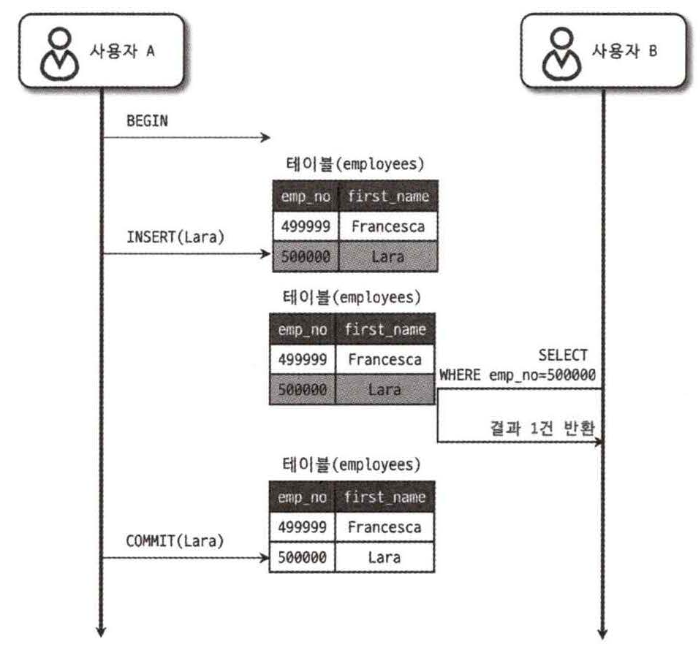 사용자 A
사용자 B
BEGIN
테이블(employees)
emp_no first_name
499999 Francesca
INSERT(Lara)
500000 Lara
테이블(employees)
emp_no first_name
499999 Francesca
500000 Lara
SELECT
WHERE emp_no=500000
결과 1건 반환
테이블(employees)
emp_no first_name
499999 Francesca
COMMIT(Lara)
500000 Lara